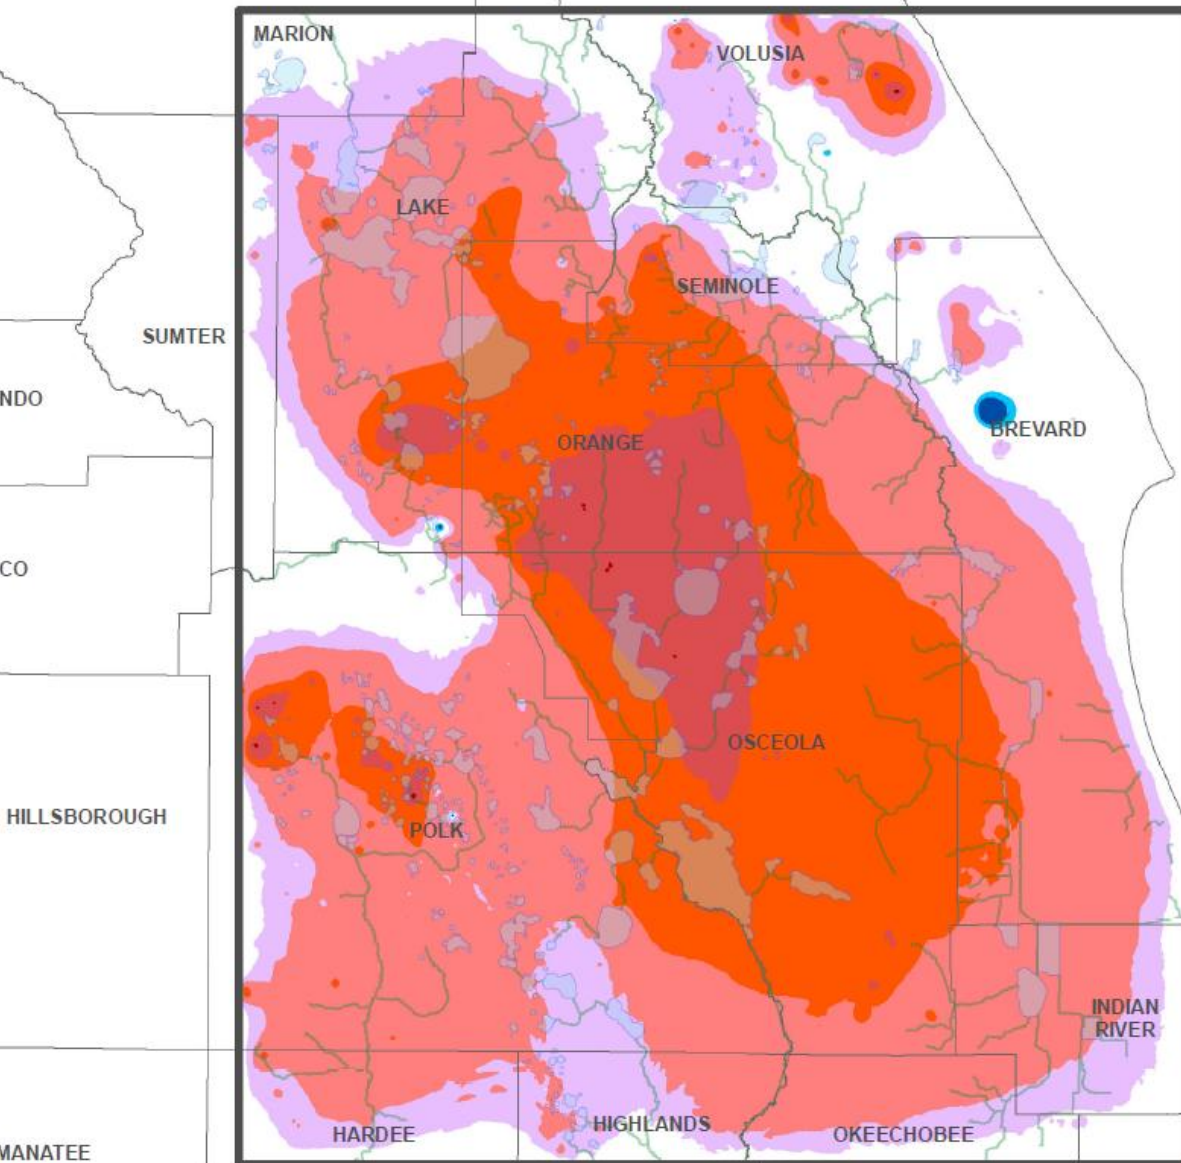 MARION
VOLUSIA
LAKE
SEMINOLE
SUMTER
NDO
BREVARD
ORANGE
CO
OSCEOLA
HILLSBOROUGH
POLK
INDIAN
RIVER
HIGHLANDS
HARDEE
OKEECHOBEE
MANATEE